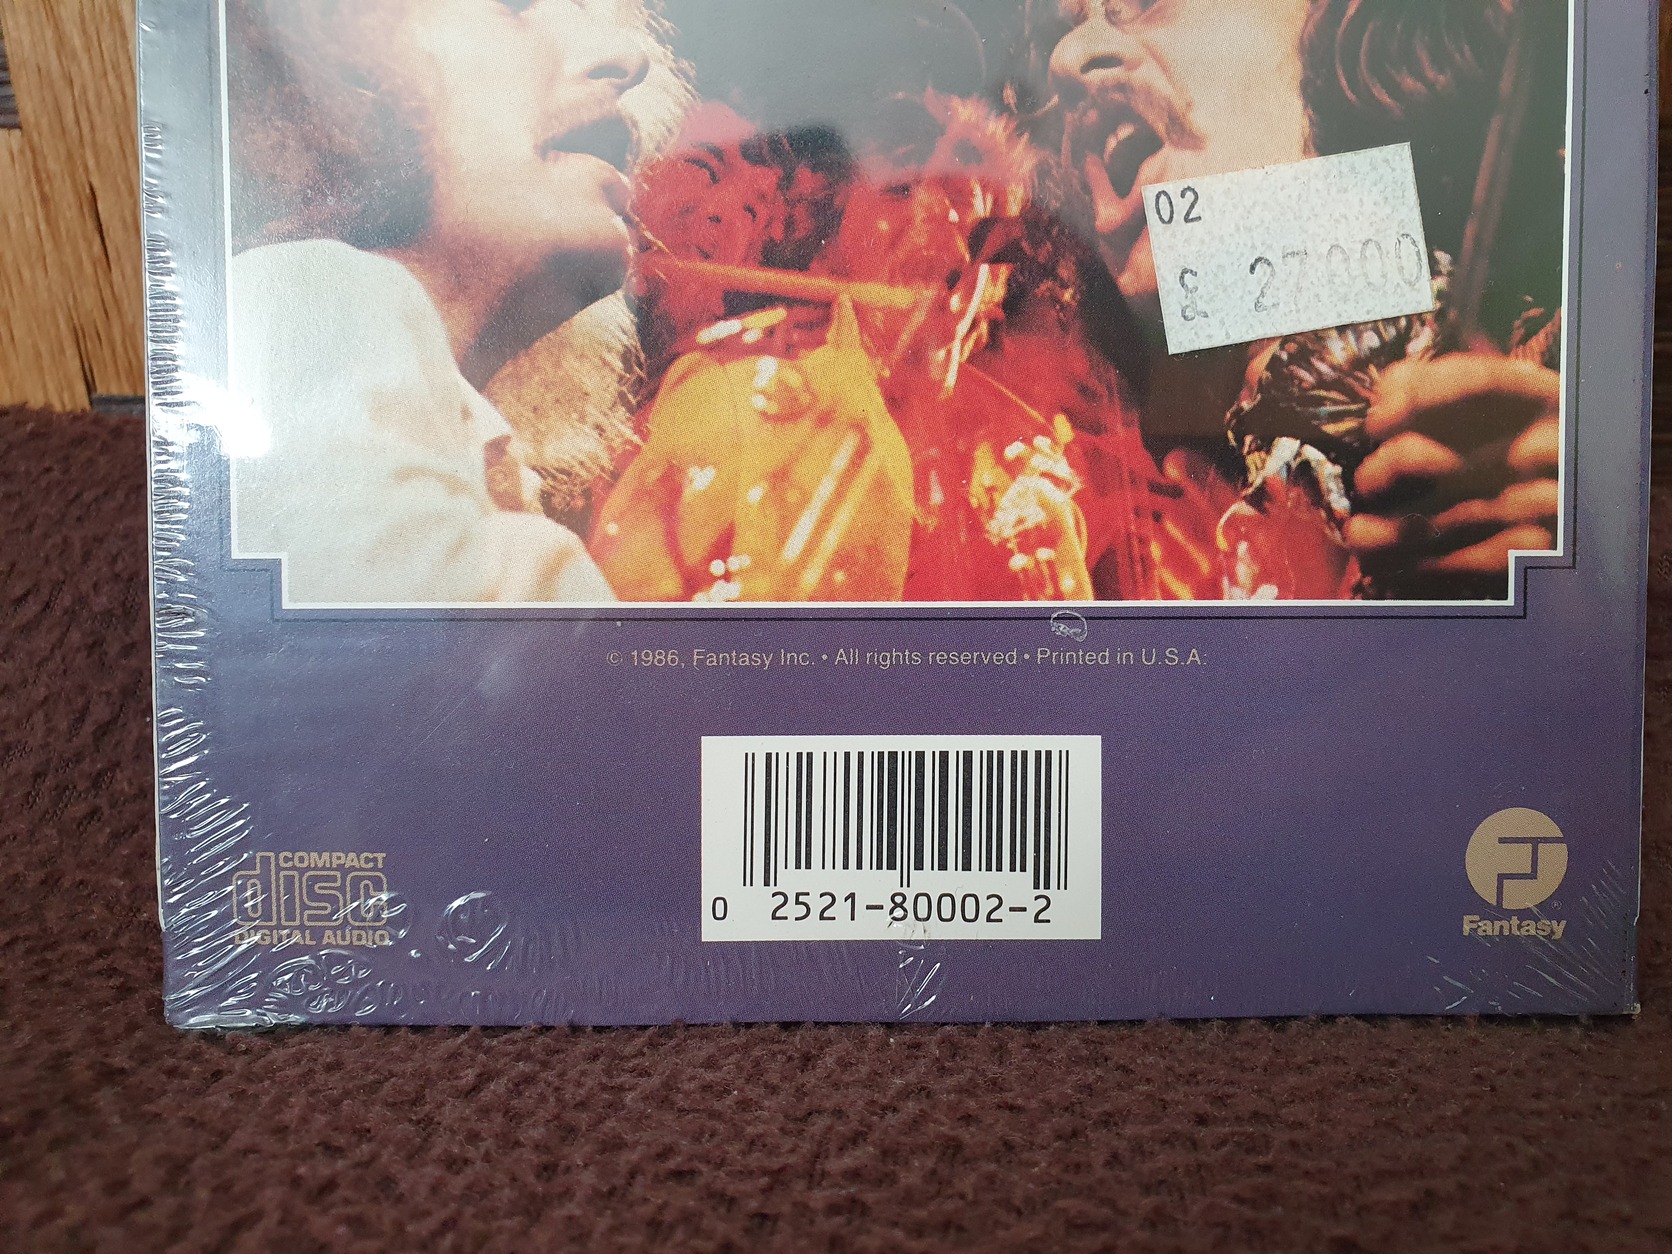 02
£ 27000
© 1986, Fantasy Inc. • All rights reserved • Printed in U.S.A.
COMPACT
disc
DIGITAL AUDIO
0 2521-80002-2
Fantasy